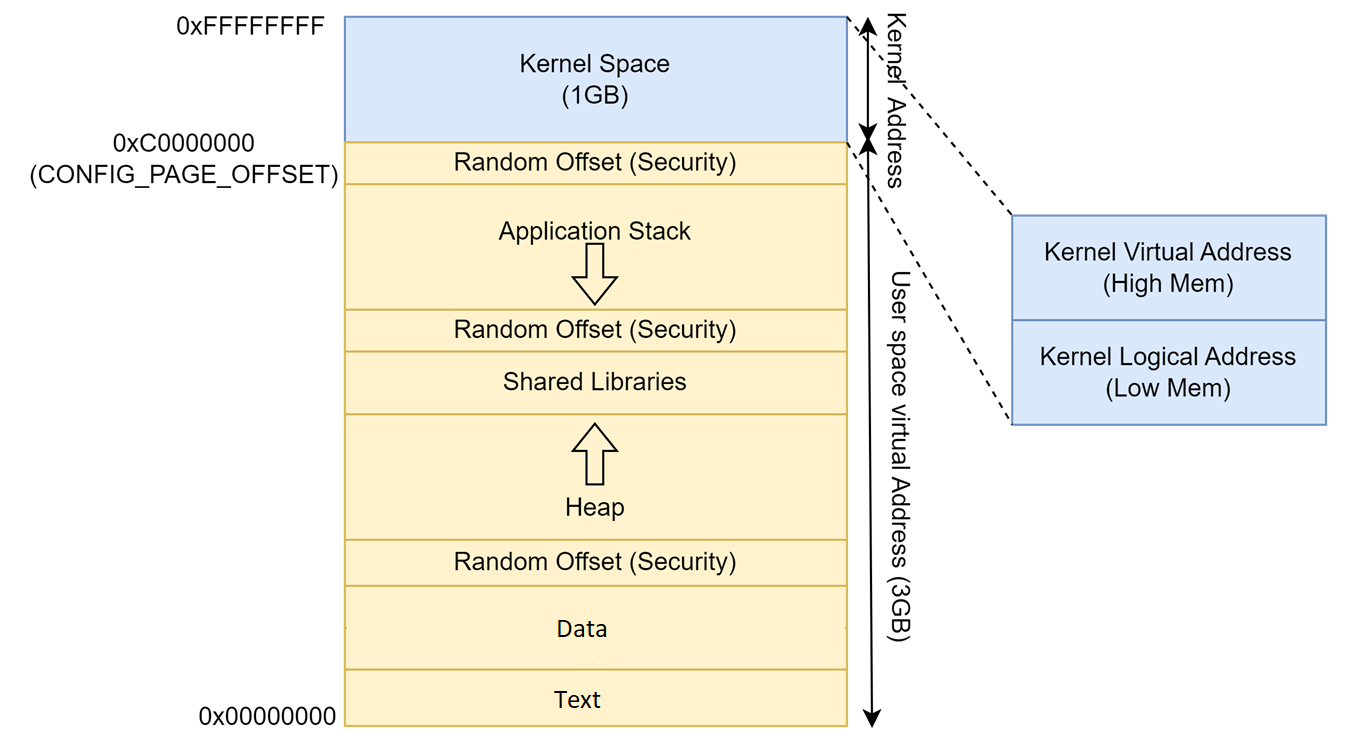 0xFFFFFFFF
Kernel Space
(1GB)
Kernel Address
0xC0000000
(CONFIG_PAGE_OFFSET)
Random Offset (Security)
Application Stack
Kernel Virtual Address
(High Mem)
Random Offset (Security)
Kernel Logical Address
(Low Mem)
Shared Libraries
User space virtual Address (3GB)
Heap
Random Offset (Security)
Data
Text
0x00000000